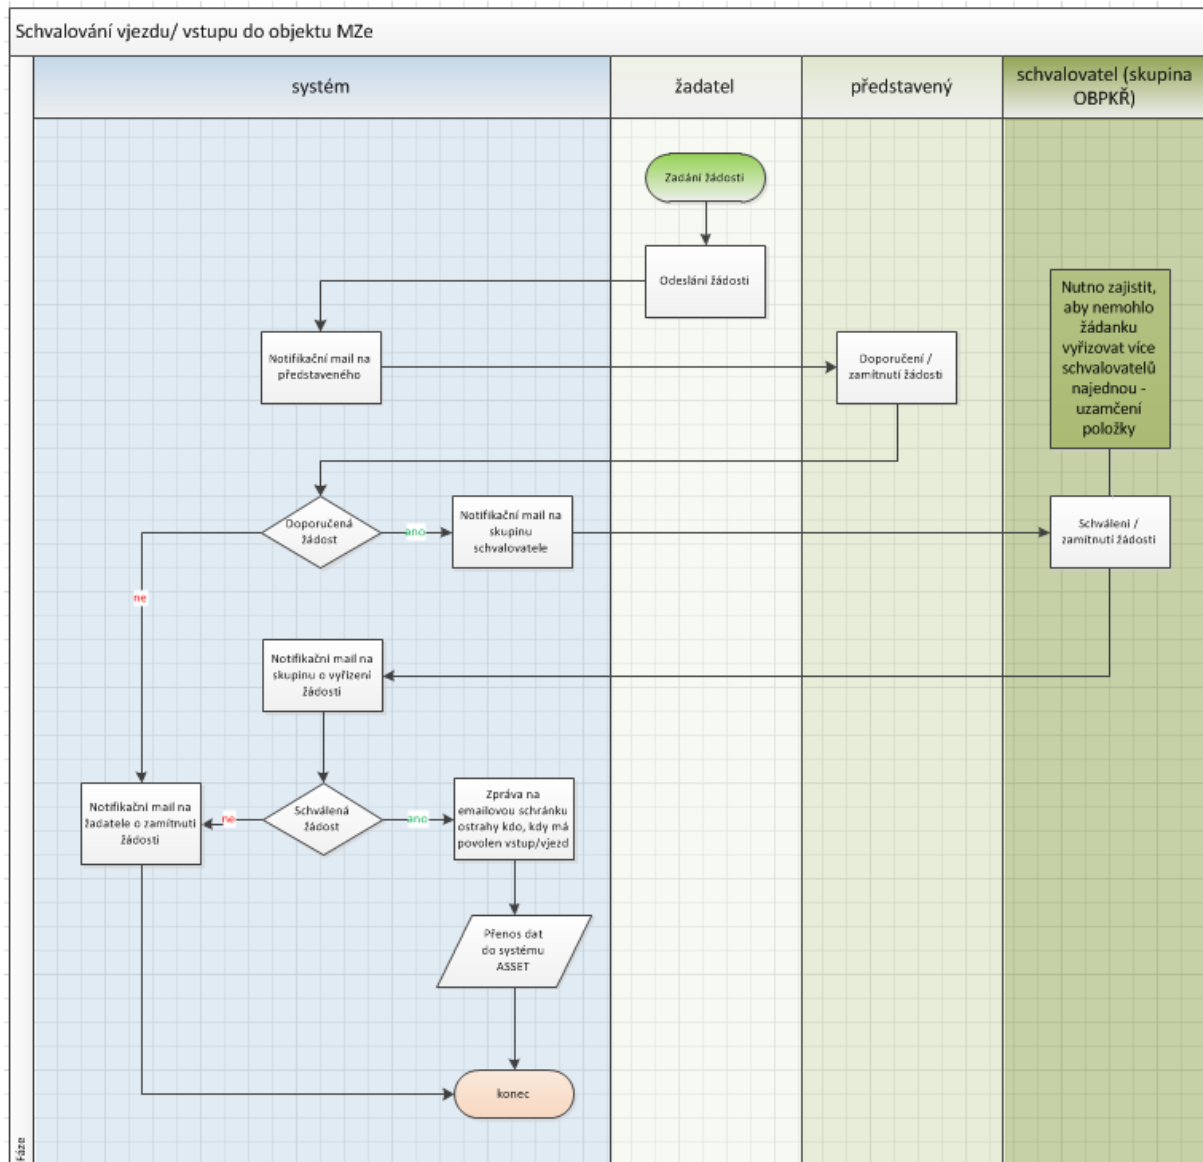 Schvalování vjezdu/ vstupu do objektu MZe
systém
žadatel
představený
schvalovatel (skupina
OBPKŘ)
Zadání žádosti
Odeslání žádosti
Nutno zajistit,
aby nemohlo
žádanku
vyřizovat více
schvalovatelů
najednou -
uzamčení
položky
Notifikační mail na
představeného
Doporučení /
zamítnutí žádosti
Doporučená
žádost
ano
Notifikační mail na
skupinu
schvalovatele
Schválení /
zamítnutí žádosti
ne
Notifikační mail na
skupinu o vyřízení
žádosti
Notifikační mail na
žadatele o zamítnutí
žádosti
ne
Schválená
žádost
ano
Zpráva na
emailovou schránku
ostrahy kdo, kdy má
povolen vstup/vjezd
Přenos dat
do systému
ASSET
konec
Fáze